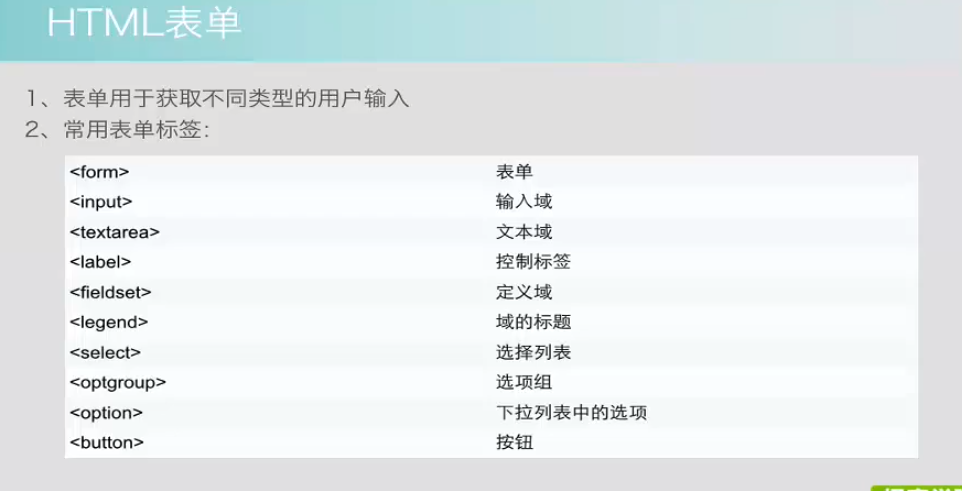 HTML表单
1、表单用于获取不同类型的用户输入
2、常用表单标签：
<form> 表单
<input> 输入域
<textarea> 文本域
<label> 控制标签
<fieldset> 定义域
<legend> 域的标题
<select> 选择列表
<optgroup> 选项组
<option> 下拉列表中的选项
<button> 按钮